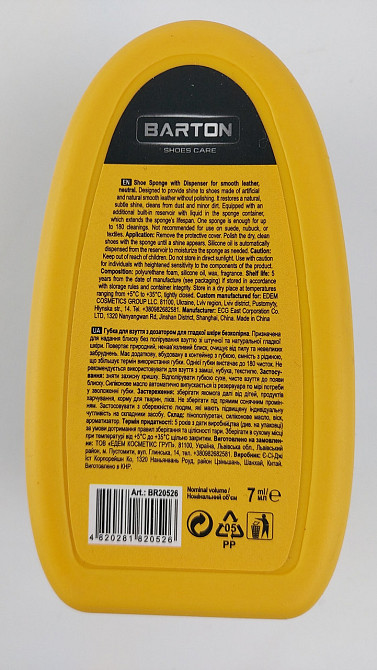 BARTON
SHOES CARE
EN Shoe Sponge with Dispenser for smooth leather,
neutral. Designed to provide shine to shoes made of artificial
and natural smooth leather without polishing. It restores a natural,
subtle shine, cleans from dust and minor dirt. Equipped with an
additional built-in reservoir with liquid in the sponge container,
which extends the sponge's lifespan. One sponge is enough for up
to 180 cleanings. Not recommended for use on suede, nubuck, or
textiles. Application: Remove the protective cover. Polish the dry, clean
shoes with the sponge until a shine appears. Silicone oil is automatically
dispensed from the reservoir to moisturize the sponge as needed. Caution:
Keep out of reach of children. Do not store in direct sunlight. Use with caution
for individuals with heightened sensitivity to the components of the product.
Composition: polyurethane foam, silicone oil, wax, fragrance. Shelf life: 5
years from the date of manufacture (see packaging) if stored in accordance
with storage rules and container integrity. Store in a dry place at temperatures
ranging from +5°C to +35°C, tightly closed. Custom manufactured for: EDEM
COSMETICS GROUP LLC. 81100, Ukraine, Lviv region, Lviv district, Pustomyty,
Hlynska str., 14. Tel. +380982682581. Manufacturer: ECG East Corporation Co.
LTD, 1320 Nanyangwan Rd, Jinshan District, Shanghai, China. Made in China
UA Губка для взуття з дозатором для гладкої шкіри безколірна. Призначена
для надання блиску без полірування взуттю зі штучної та натуральної гладкої
шкіри. Повертає природний, ненав'язливий блиск, очищує від пилу та невеликих
забруднень. Має додаткову, вбудовану в контейнер з губкою, ємність з рідиною,
що збільшує термін використання губки. Однієї губки вистачає до 180 чисток. Не
рекомендується для використання для взуття з замші, нубука, текстилю. Застосу-
вання: зняти захисну кришку. Відполірувати губкою сухе, чисте взуття до появи
блиску. Силіконове масло автоматично випускається із резервуара по мірі потреби
у зволоженні губки. Застереження: зберігати якомога далі від дітей, продуктів
харчування, корму для тварин, ліків. Не зберігати під прямим сонячним промін-
ням. Застосовувати з обережністю людям, які мають підвищену індивідуальну
чутливість на складники засобу. Склад: пінополіуретан, силіконове масло, віск,
ароматизатор. Термін придатності: 5 років з дати виробництва (див. на упаковці)
за умови дотримання правил зберігання та цілісності тари. Зберігати в сухому місці
при температурі від +5°С до +35°С щільно закритим. Виготовлено на замовлен-
ня: ТОВ «ЕДЕМ КОСМЕТІКС ГРУП». 81100, Україна, Львівська обл., Львівський
район, м. Пустомити, вул. Глинська, 14, тел. +380982682581. Виробник: Є-Сі-Джі
Іст Корпорейшн Ко. ЛТД, 1320 Наньянвань Роуд, район Цзіньшань, Шанхай, Китай.
Виготовлено в КНР.
Art.: BR20526
4 820261 820526
Nominal volume /
Номінальний об'єм
7 ml/
мл
e
05
PP